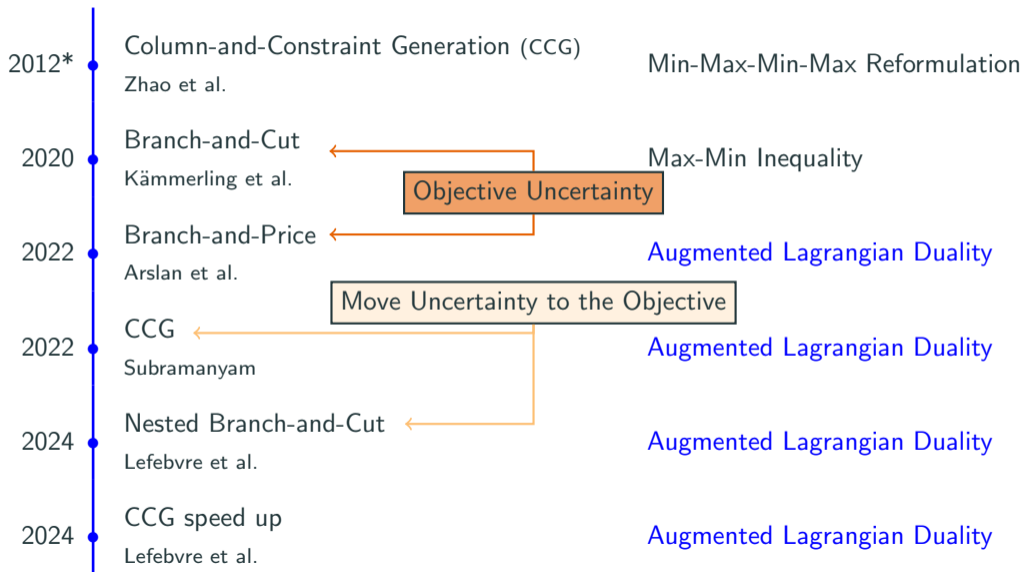 2012*
Column-and-Constraint Generation (CCG)
Zhao et al.
Min-Max-Min-Max Reformulation
2020
Branch-and-Cut
Kämmerling et al.
Max-Min Inequality
Objective Uncertainty
2022
Branch-and-Price
Arslan et al.
Augmented Lagrangian Duality
Move Uncertainty to the Objective
2022
CCG
Subramanyam
Augmented Lagrangian Duality
2024
Nested Branch-and-Cut
Lefebvre et al.
Augmented Lagrangian Duality
2024
CCG speed up
Lefebvre et al.
Augmented Lagrangian Duality